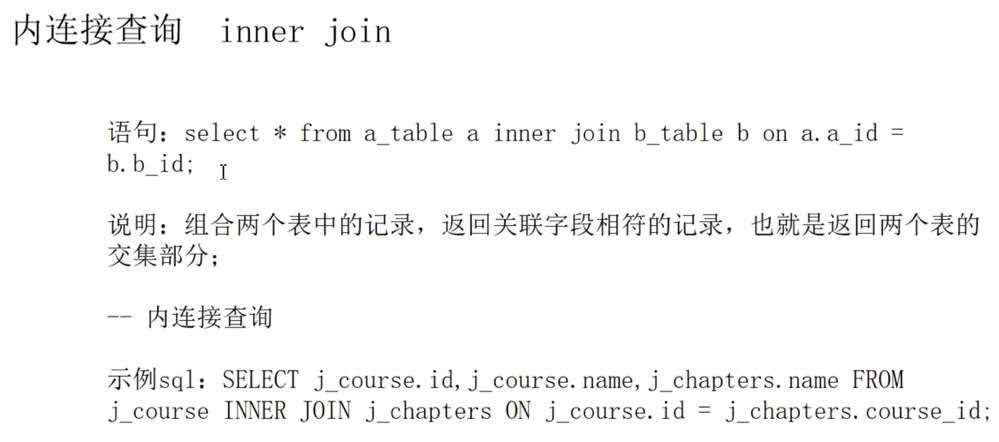 内连接查询 inner join
语句：select * from a_table a inner join b_table b on a.a_id =
b.b_id;
说明：组合两个表中的记录，返回关联字段相符的记录，也就是返回两个表的
交集部分；
-- 内连接查询
示例sql：SELECT j_course.id,j_course.name,j_chapters.name FROM
j_course INNER JOIN j_chapters ON j_course.id = j_chapters.course_id;